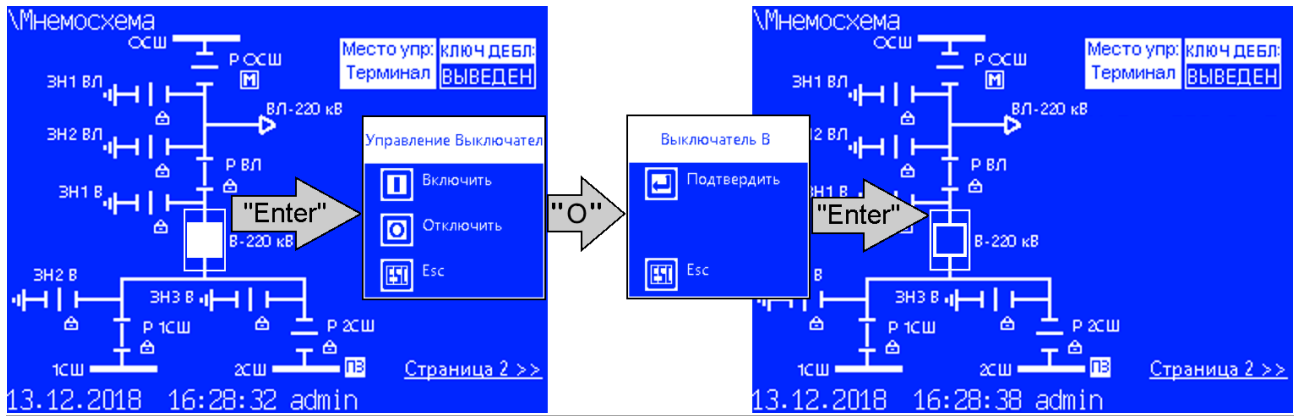 \Мнемосхема
ОСШ
Место упр:
Терминал
КЛЮЧ ДЕБЛ:
ВЫВЕДЕН
Р ОСШ
М
ЗН1 ВЛ
ВЛ-220 кВ
ЗН2 ВЛ
Р ВЛ
ЗН1 В
В-220 кВ
ЗН2 В
ЗН3 В
Р 1СШ
Р 2СШ
1СШ
2СШ
ПЗ
Страница 2 >>
13.12.2018 16:28:32 admin
"Enter"
Управление Выключател
Включить
Отключить
Esc
"O"
Выключатель В
Подтвердить
Esc
"Enter"
\Мнемосхема
ОСШ
Место упр:
Терминал
КЛЮЧ ДЕБЛ:
ВЫВЕДЕН
Р ОСШ
М
ЗН1 ВЛ
ВЛ-220 кВ
2 ВЛ
Р ВЛ
Н1 В
В-220 кВ
В
ЗН3 В
Р 1СШ
Р 2СШ
1СШ
2СШ
ПЗ
Страница 2 >>
13.12.2018 16:28:38 admin